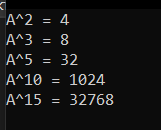 A^2 = 4
A^3 = 8
A^5 = 32
A^10 = 1024
A^15 = 32768